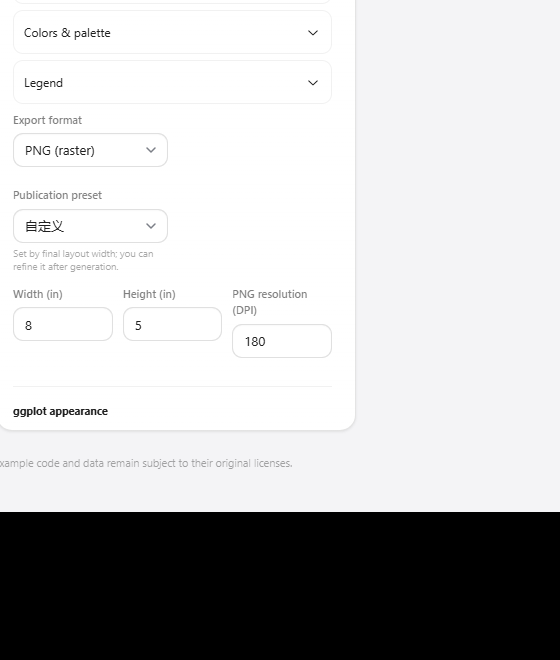 Colors & palette
Legend
Export format
PNG (raster)
Publication preset
自定义
Set by final layout width; you can
refine it after generation.
Width (in)
Height (in)
PNG resolution
(DPI)
8
5
180
ggplot appearance
xample code and data remain subject to their original licenses.